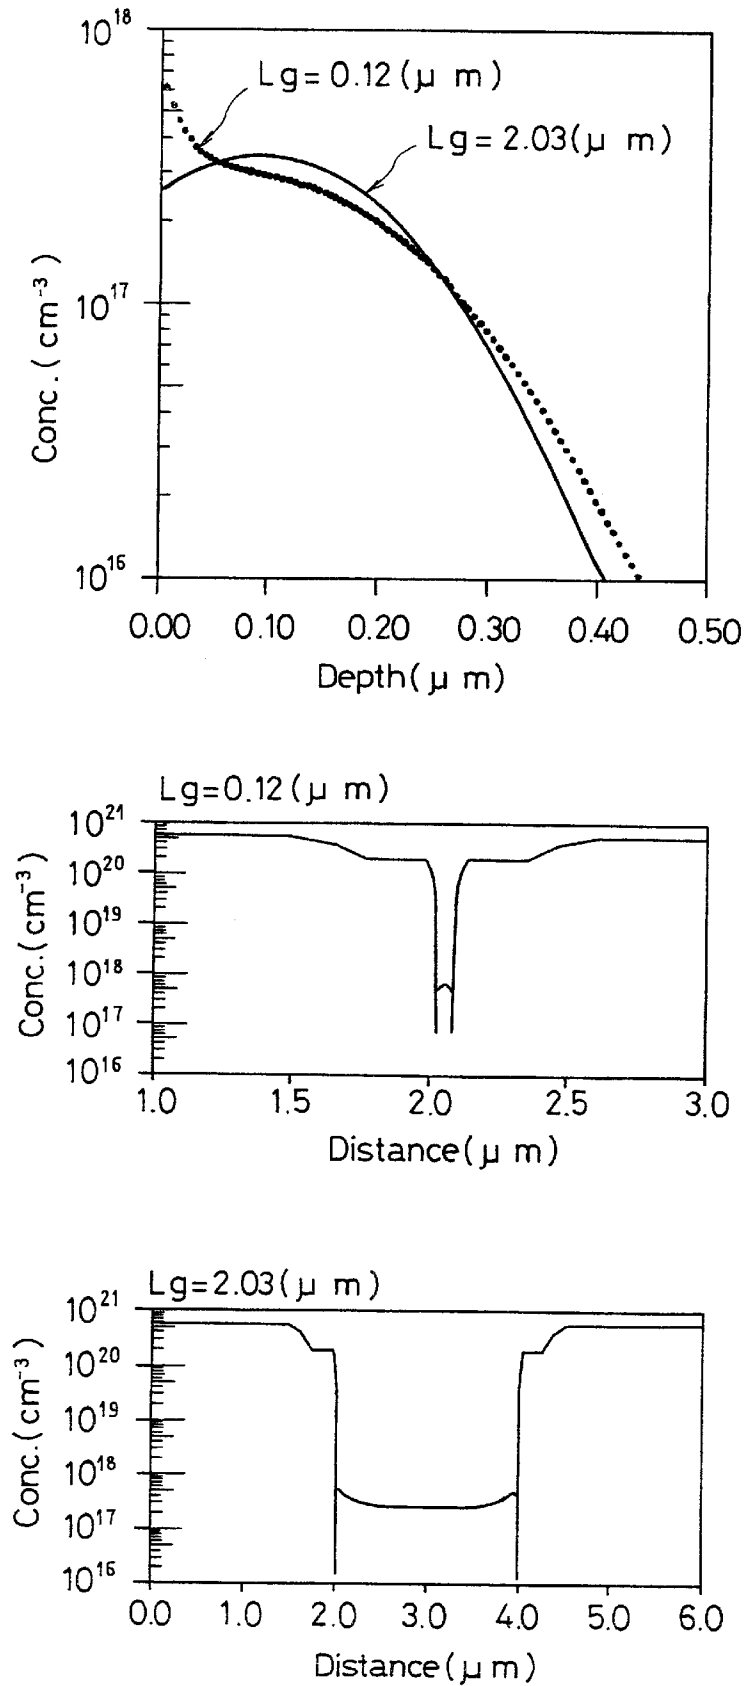 10^18
Lg=0.12(μ m)
Lg=2.03(μ m)
Conc.(cm^-3)
10^17
10^16
0.00 0.10 0.20 0.30 0.40 0.50
Depth(μ m)
Lg=0.12(μ m)
10^21
10^20
10^19
10^18
10^17
10^16
Conc.(cm^-3)
1.0 1.5 2.0 2.5 3.0
Distance(μ m)
Lg=2.03(μ m)
10^21
10^20
10^19
10^18
10^17
10^16
Conc.(cm^-3)
0.0 1.0 2.0 3.0 4.0 5.0 6.0
Distance(μ m)